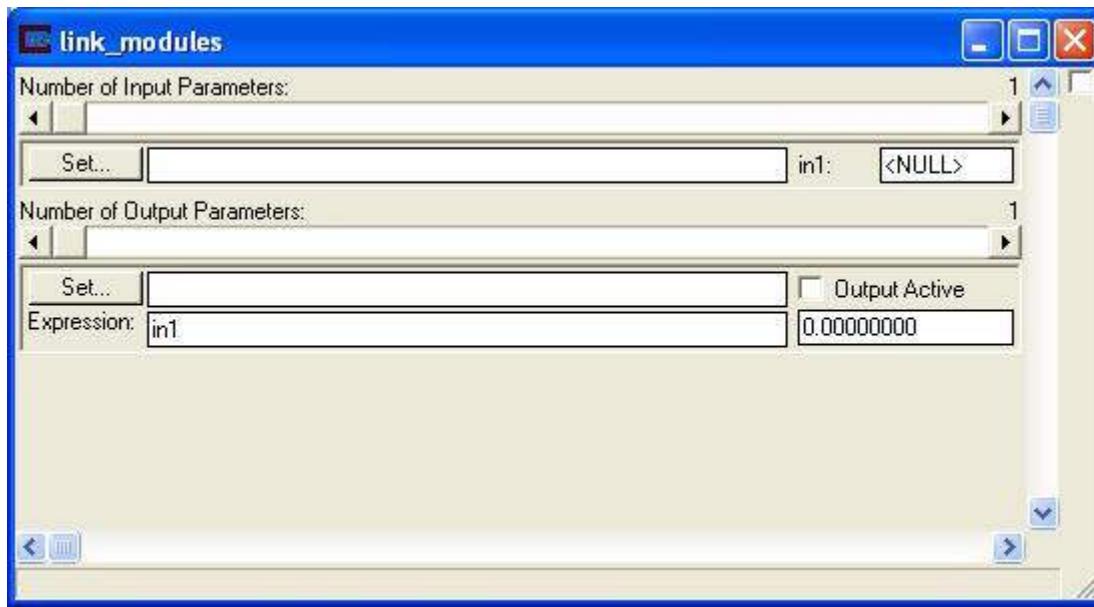 link_modules
Number of Input Parameters: 1
Set... in1: <NULL>
Number of Output Parameters: 1
Set... Output Active
Expression: in1 0.00000000